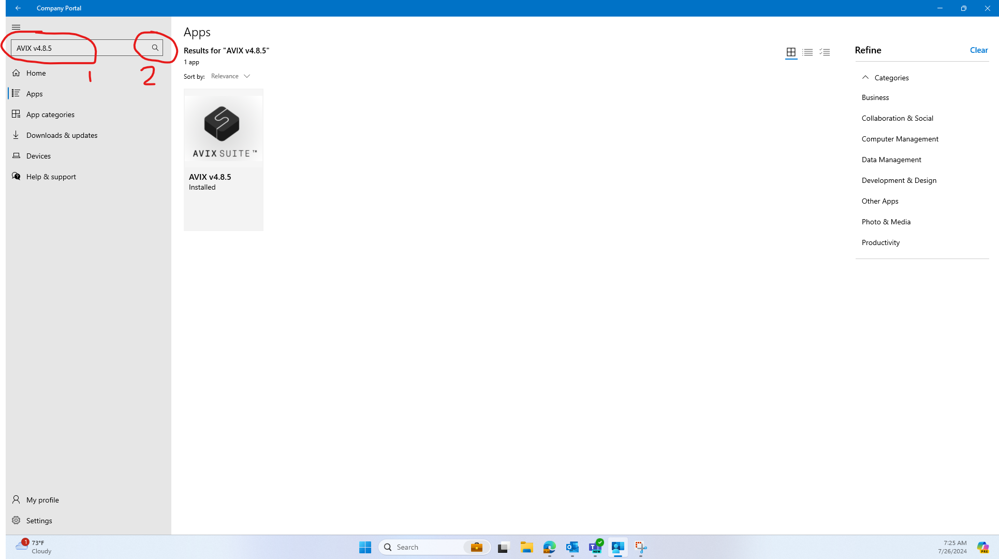 Company Portal
AVIX v4.8.5
1
2
Home
Apps
App categories
Downloads & updates
Devices
Help & support
My profile
Settings
Apps
Results for "AVIX v4.8.5"
1 app
Sort by: Relevance
AVIX SUITE™
AVIX v4.8.5
Installed
Refine
Clear
Categories
Business
Collaboration & Social
Computer Management
Data Management
Development & Design
Other Apps
Photo & Media
Productivity
1
73°F
Cloudy
Search
O
T
NEW
7:25 AM
7/26/2024
PRE